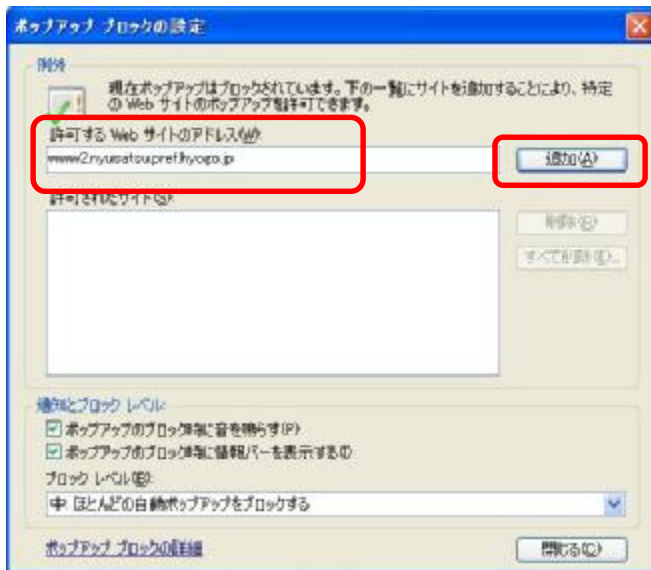 ポップアップ ブロックの設定
例外
現在ポップアップはブロックされています。下の一覧にサイトを追加することにより、特定
の Web サイトのポップアップを許可できます。
許可する Web サイトのアドレス(W):
www2.nyusatsu.pref.hyogo.jp
追加(A)
許可されたサイト(S):
削除(R)
すべて削除(E)...
通知とブロック レベル:
ポップアップのブロック時に音を鳴らす(P)
ポップアップのブロック時に情報バーを表示する(I)
ブロック レベル(B):
中: ほとんどの自動ポップアップをブロックする
ポップアップ ブロックの詳細
閉じる(C)